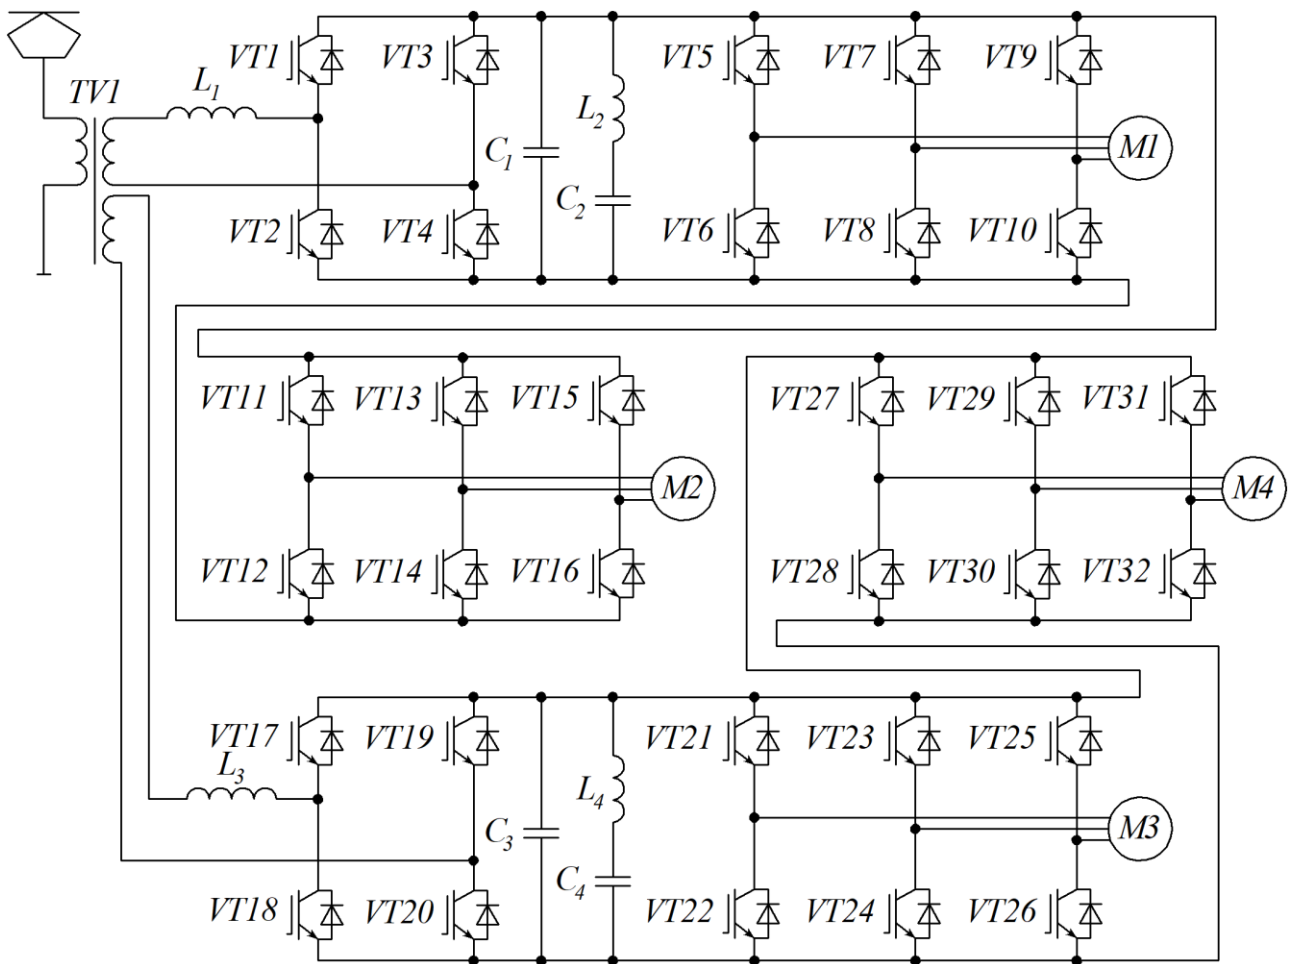 VT1 VT3 VT5 VT7 VT9
TV1 L1
L2
C1 M1
C2
VT2 VT4 VT6 VT8 VT10
VT11 VT13 VT15 VT27 VT29 VT31
M2 M4
VT12 VT14 VT16 VT28 VT30 VT32
VT17 VT19 VT21 VT23 VT25
L3
L4
C3 M3
C4
VT18 VT20 VT22 VT24 VT26